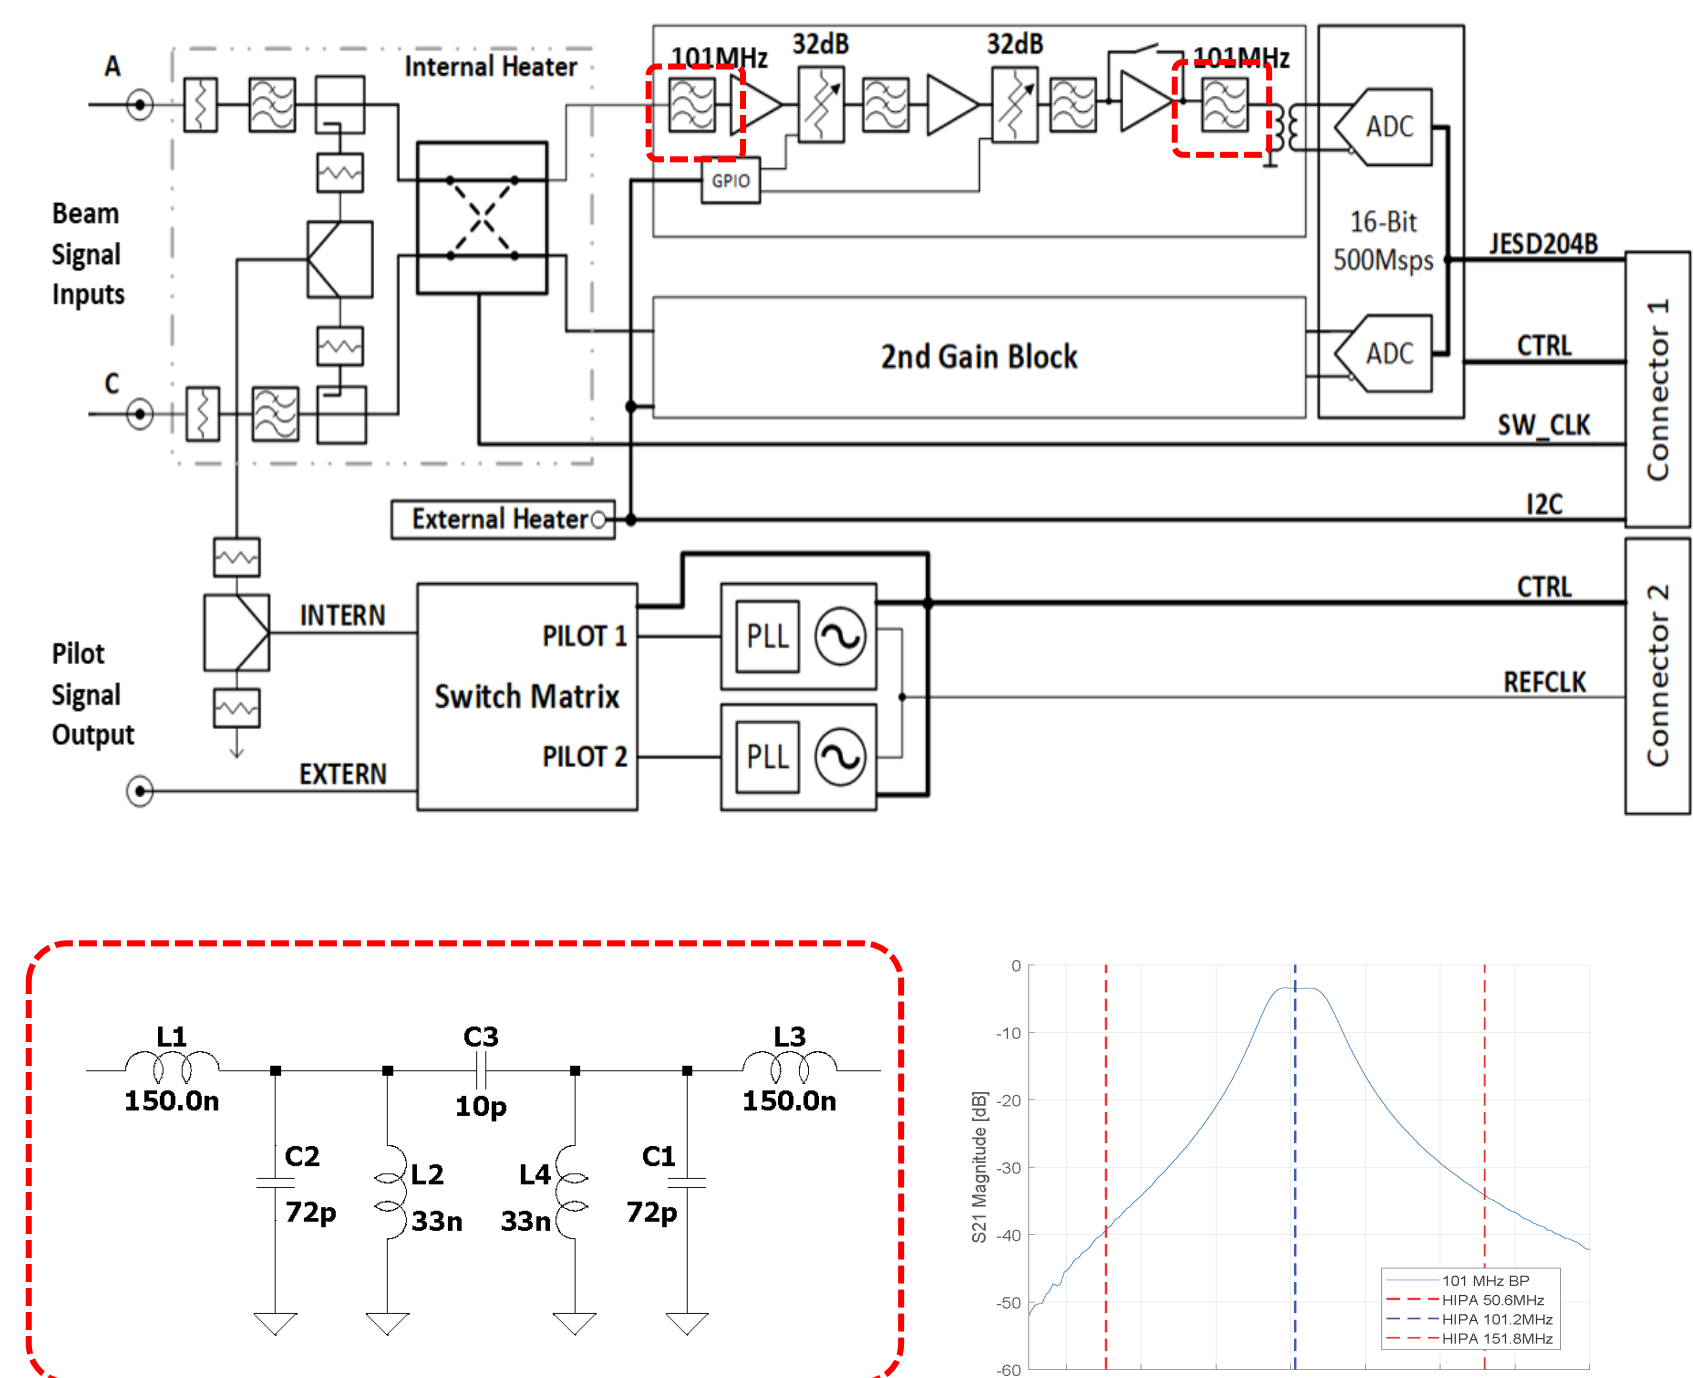 A
Internal Heater
101MHz
32dB
32dB
101MHz
ADC
GPIO
Beam
Signal
Inputs
16-Bit
500Msps
JESD204B
2nd Gain Block
ADC
CTRL
C
SW_CLK
Connector 1
External Heater
I2C
CTRL
INTERN
PILOT 1
PLL
Pilot
Signal
Output
Switch Matrix
REFCLK
PILOT 2
PLL
EXTERN
Connector 2
L1
150.0n
C3
10p
L3
150.0n
C2
72p
L2
33n
L4
33n
C1
72p
0
-10
-20
-30
-40
-50
-60
S21 Magnitude [dB]
101 MHz BP
HIPA 50.6MHz
HIPA 101.2MHz
HIPA 151.8MHz